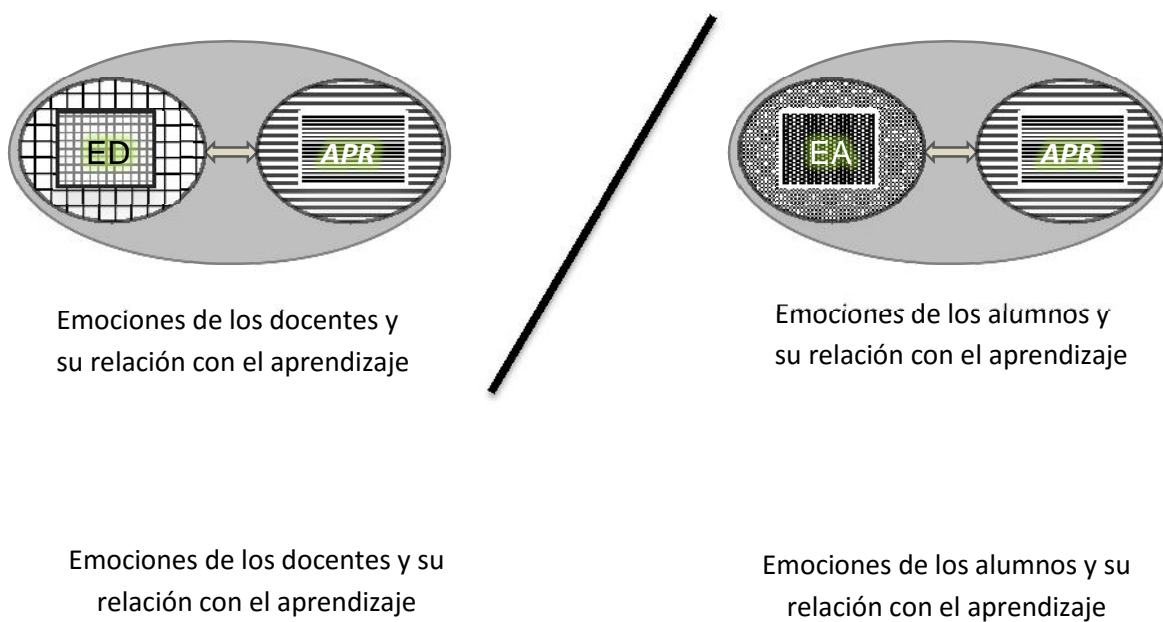 ED
APR
EA
APR
Emociones de los docentes y
su relación con el aprendizaje
Emociones de los alumnos y
su relación con el aprendizaje
Emociones de los docentes y su
relación con el aprendizaje
Emociones de los alumnos y su
relación con el aprendizaje